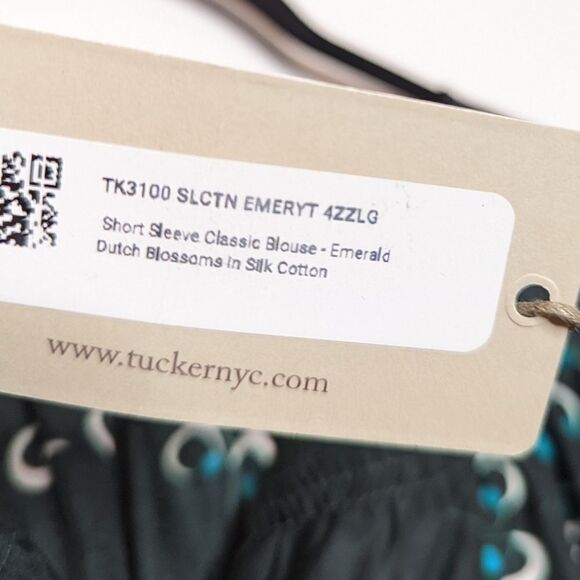 TK3100 SLCTN EMERYT 4ZZLG
Short Sleeve Classic Blouse - Emerald
Dutch Blossoms in Silk Cotton
www.tuckernyc.com